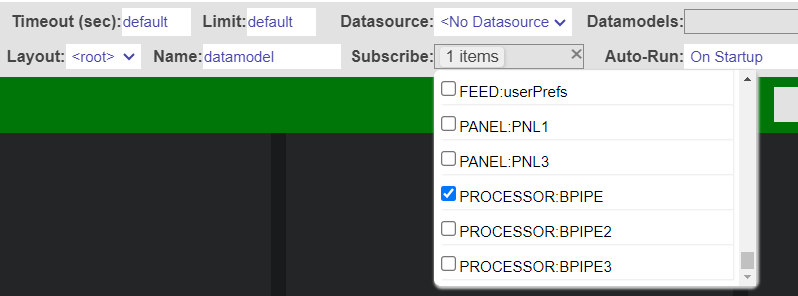 Timeout (sec): default Limit: default Datasource: <No Datasource Datamodels:
Layout: <root> Name: datamodel Subscribe: 1 items × Auto-Run: On Startup
FEED:userPrefs
PANEL:PNL1
PANEL:PNL3
PROCESSOR:BPIPE
PROCESSOR:BPIPE2
PROCESSOR:BPIPE3